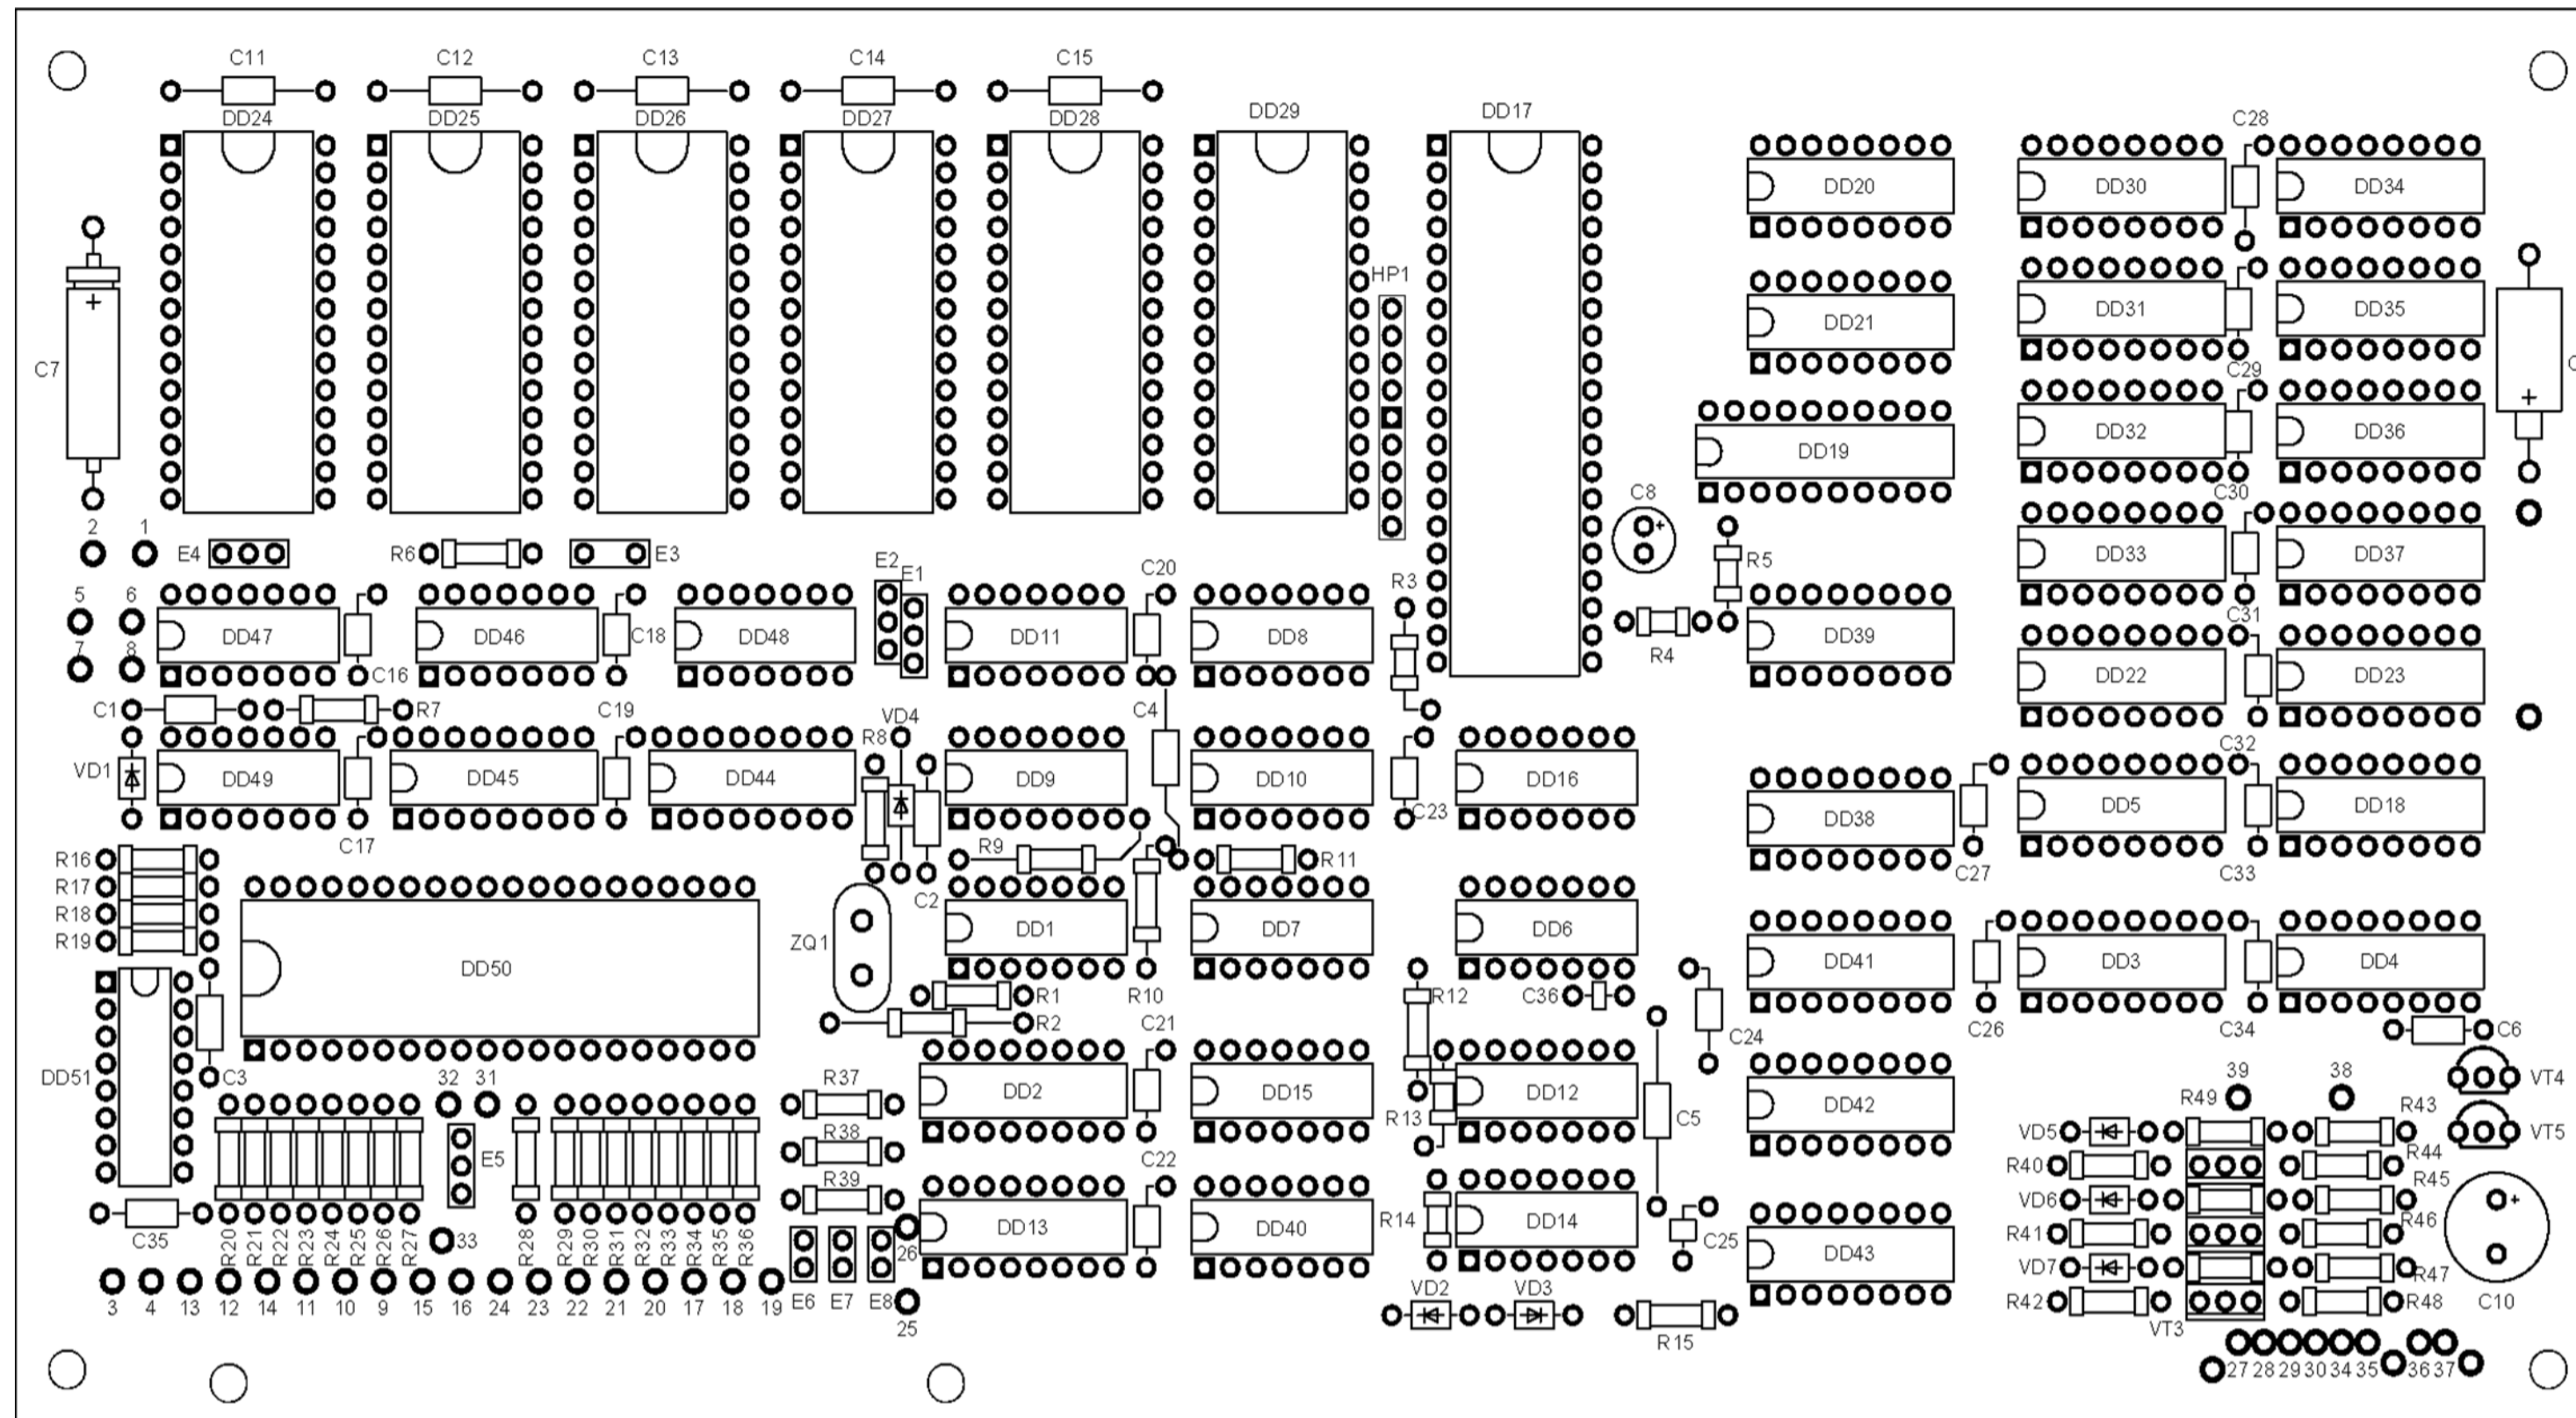 C11 C12 C13 C14 C15
DD24 DD25 DD26 DD27 DD28 DD29 DD17 C28
DD20 DD30 DD34
HP1
+ DD21 DD31 DD35
C7 C29 C
+
DD32 DD36
DD19
C8 C30
+
2 1 E4 R6 E3 R5 DD33 DD37
E2 E1 C20 R3
5 6 C31
DD47 DD46 C18 DD48 DD11 DD8 R4 DD39
7 8 C16 DD22 DD23
C1 R7 C19 VD4 C4
R8 C32
VD1 DD49 DD45 DD44 DD9 DD10 C23 DD16 DD5 DD18
C17 DD38
R16 R9 R11 C27 C33
R17
R18 C2
R19 ZQ1 DD1 DD7 DD6
DD50 DD41 DD3 DD4
R1 R10 R12 C36
R2 C21 C24 C26 C34 C6
DD51 C3 32 31 R37 DD2 DD15 R13 DD12 C5 DD42 39 38 VT4
R49 R43
VD5 VT5
E5 R38 R44
C22 R40
R39 R45
VD6 +
C35 R20 R21 R22 R23 R24 R25 R26 R27 33 R28 R29 R30 R31 R32 R33 R34 R35 R36 26 DD13 DD40 R14 DD14 C25 DD43 R41 R46
VD7 R47
3 4 13 12 14 11 10 9 15 16 24 23 22 21 20 17 18 19 E6 E7 E8 VD2 VD3 R42 R48 C10
25 R15 VT3
27 28 29 30 34 35 36 37